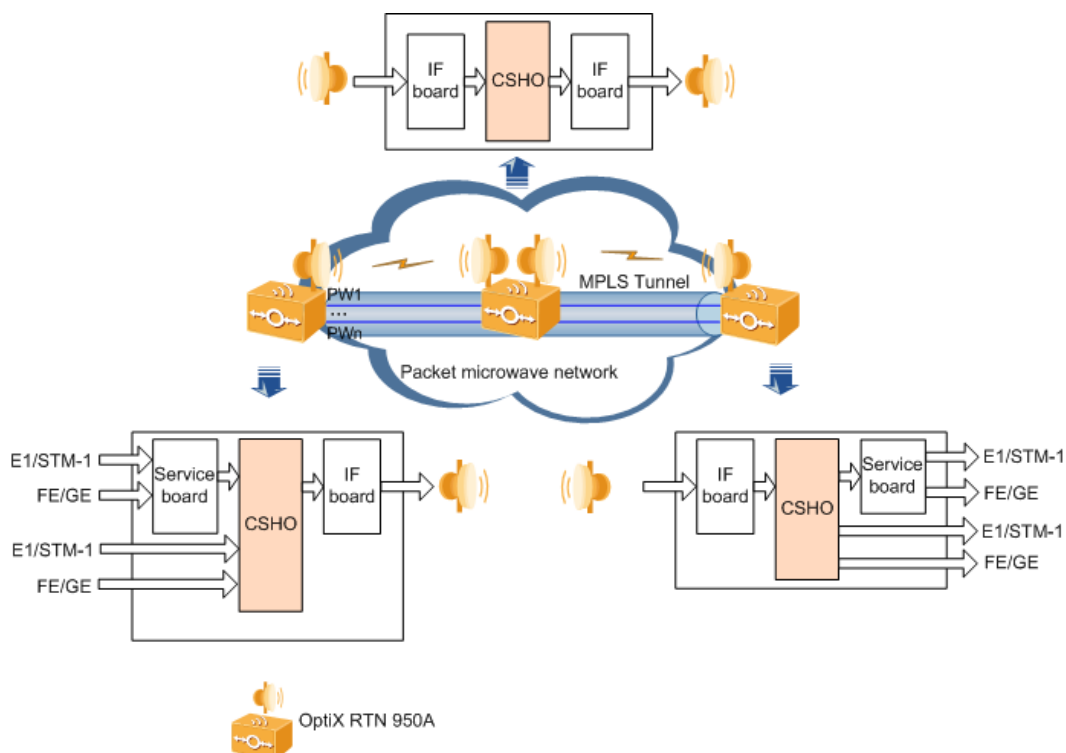 IF
board
CSHO
IF
board
MPLS Tunnel
PW1
...
PWn
Packet microwave network
E1/STM-1
FE/GE
E1/STM-1
FE/GE
Service
board
CSHO
IF
board
IF
board
CSHO
Service
board
E1/STM-1
FE/GE
E1/STM-1
FE/GE
OptiX RTN 950A